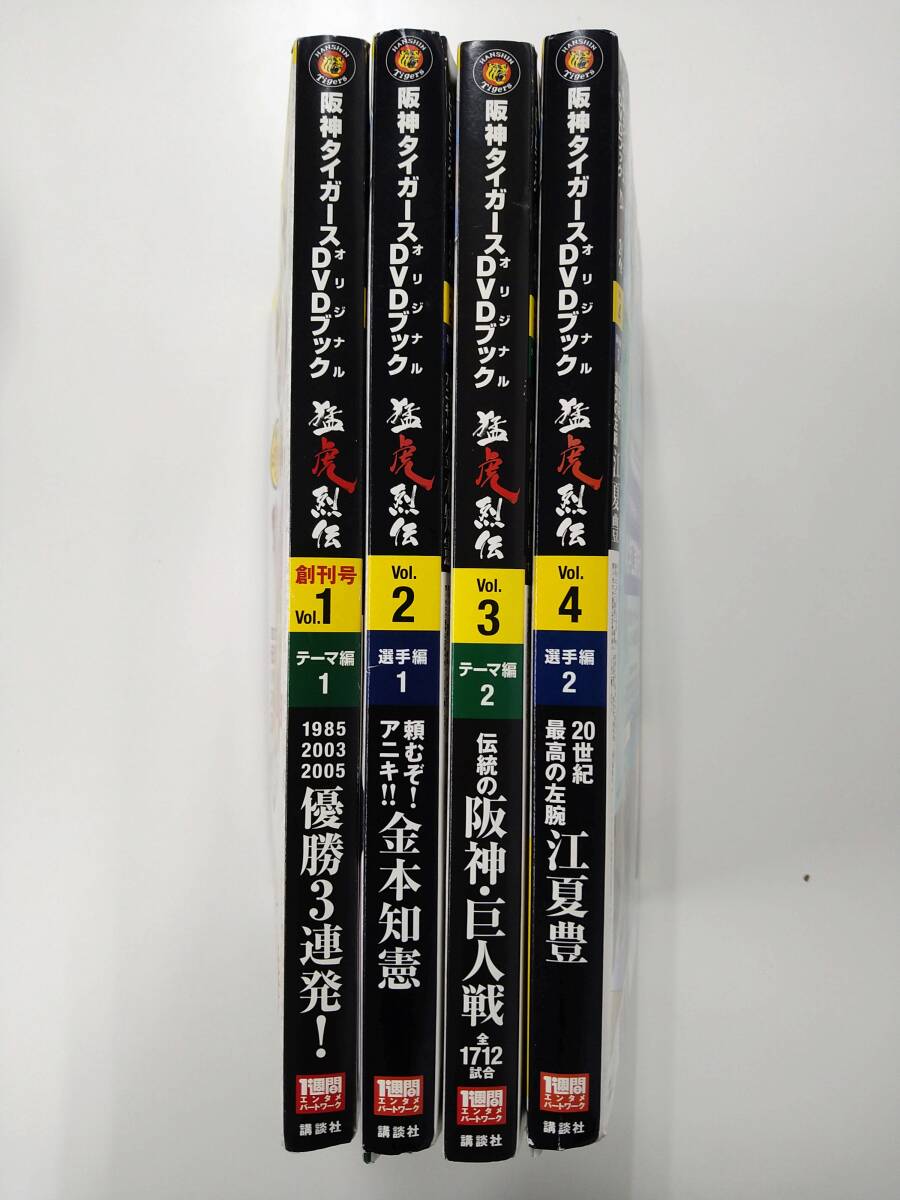 HANSHIN
Tigers
阪神タイガース
オリジナル
DVDブック
猛虎烈伝
創刊号
Vol.1
テーマ編
1
1985
2003
2005
優勝3連発!
1週間
エンタメ
パートワーク
講談社
HANSHIN
Tigers
阪神タイガース
オリジナル
DVDブック
猛虎烈伝
Vol.
2
選手編
1
頼むぞ!
アニキ!!
金本知憲
1週間
エンタメ
パートワーク
講談社
HANSHIN
Tigers
阪神タイガース
オリジナル
DVDブック
猛虎烈伝
Vol.
3
テーマ編
2
伝統の
阪神・巨人戦
全
1712
試合
1週間
エンタメ
パートワーク
講談社
HANSHIN
Tigers
阪神タイガース
オリジナル
DVDブック
猛虎烈伝
Vol.
4
選手編
2
20世紀
最高の左腕
江夏豊
1週間
エンタメ
パートワーク
講談社